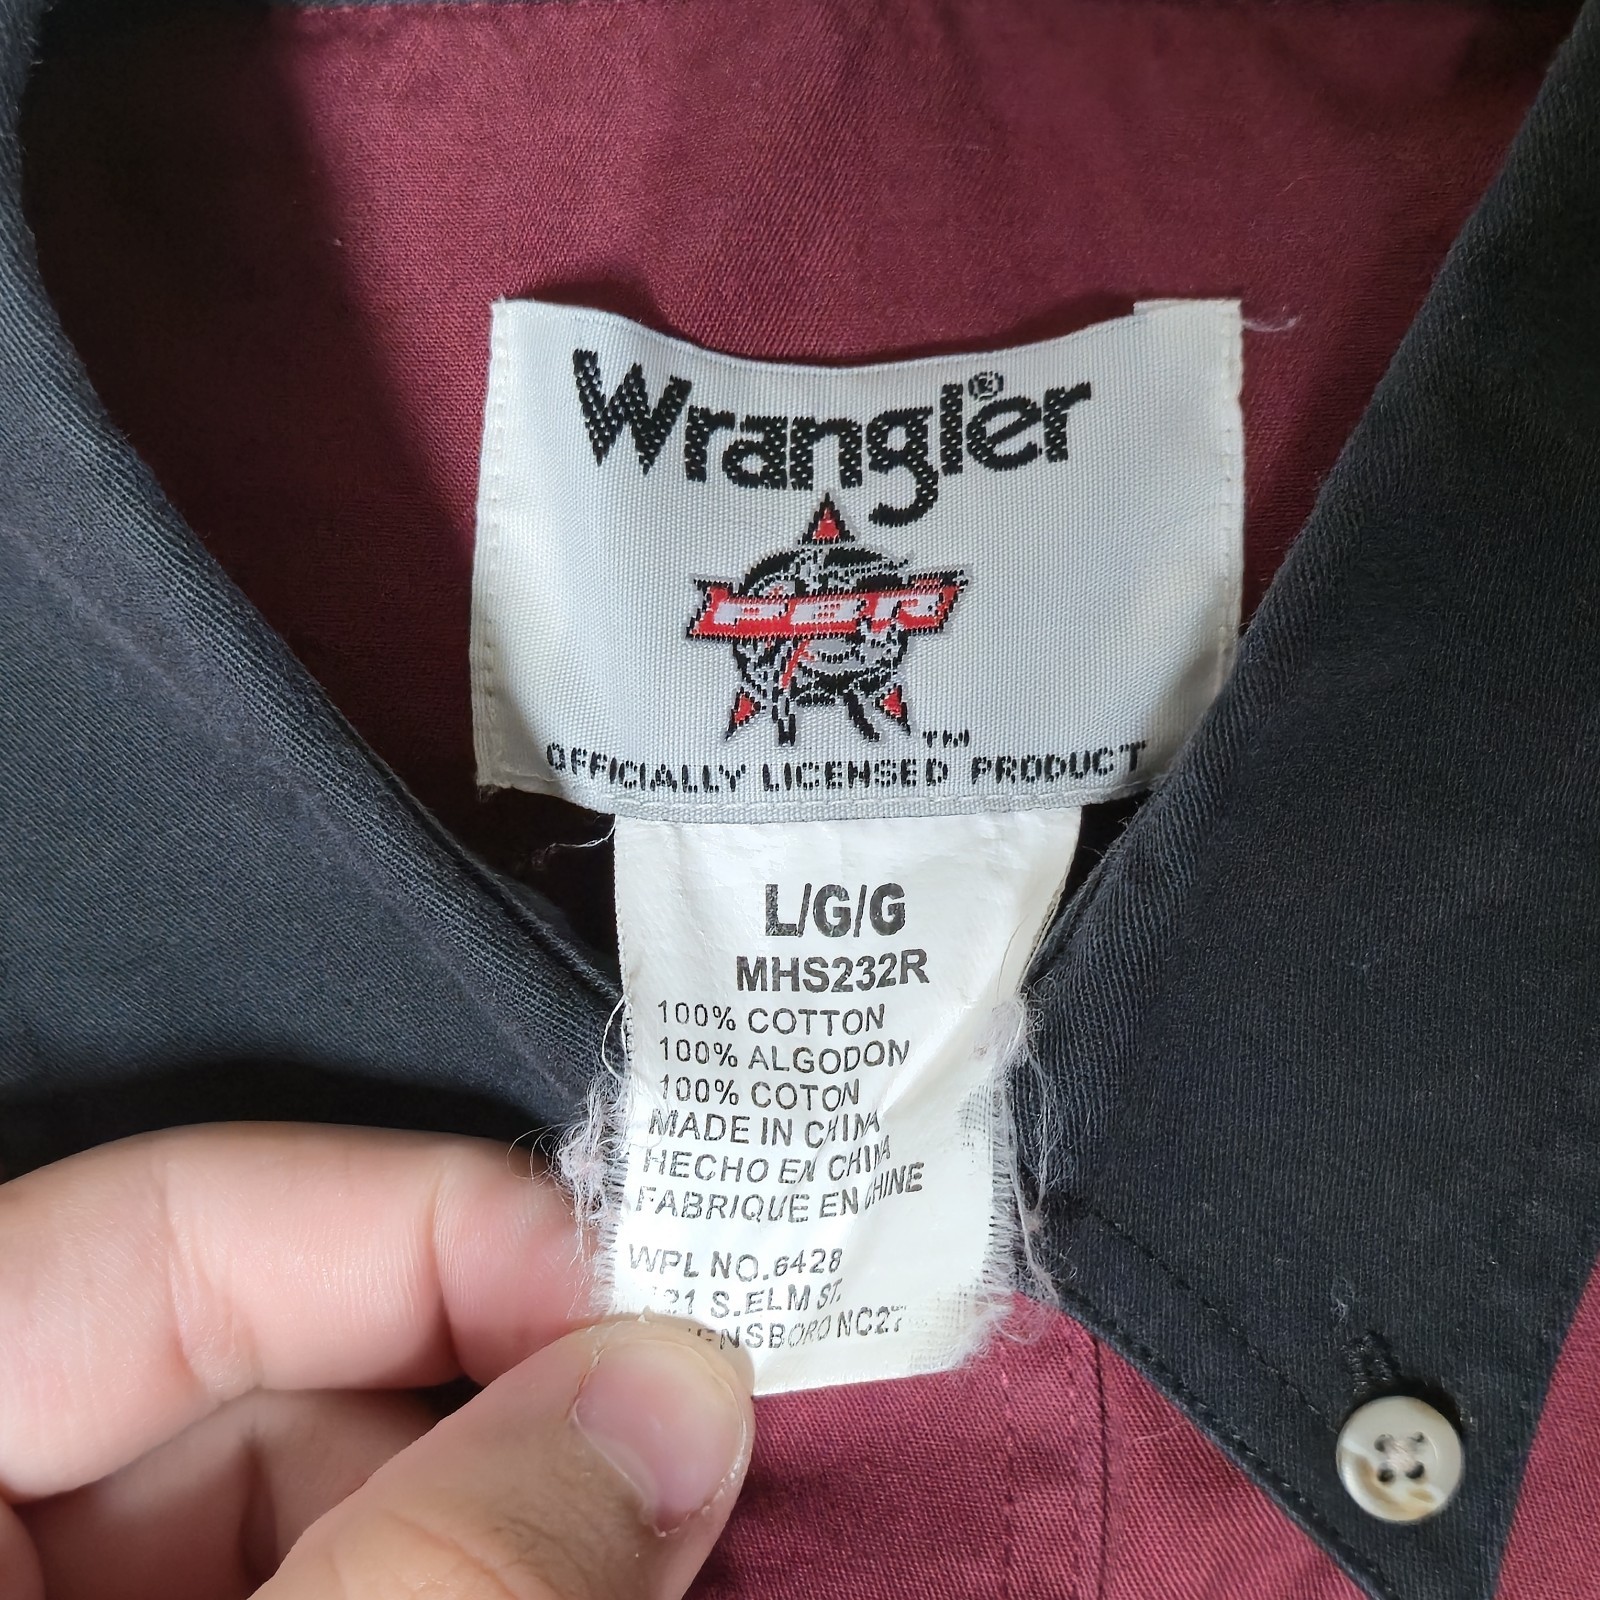 Wrangler®
PBR
TM
OFFICIALLY LICENSED PRODUCT
L/G/G
MHS232R
100% COTTON
100% ALGODON
100% COTON
MADE IN CHINA
HECHO EN CHINA
FABRIQUE EN CHINE
WPL NO.6428
S.ELM ST.
NC27